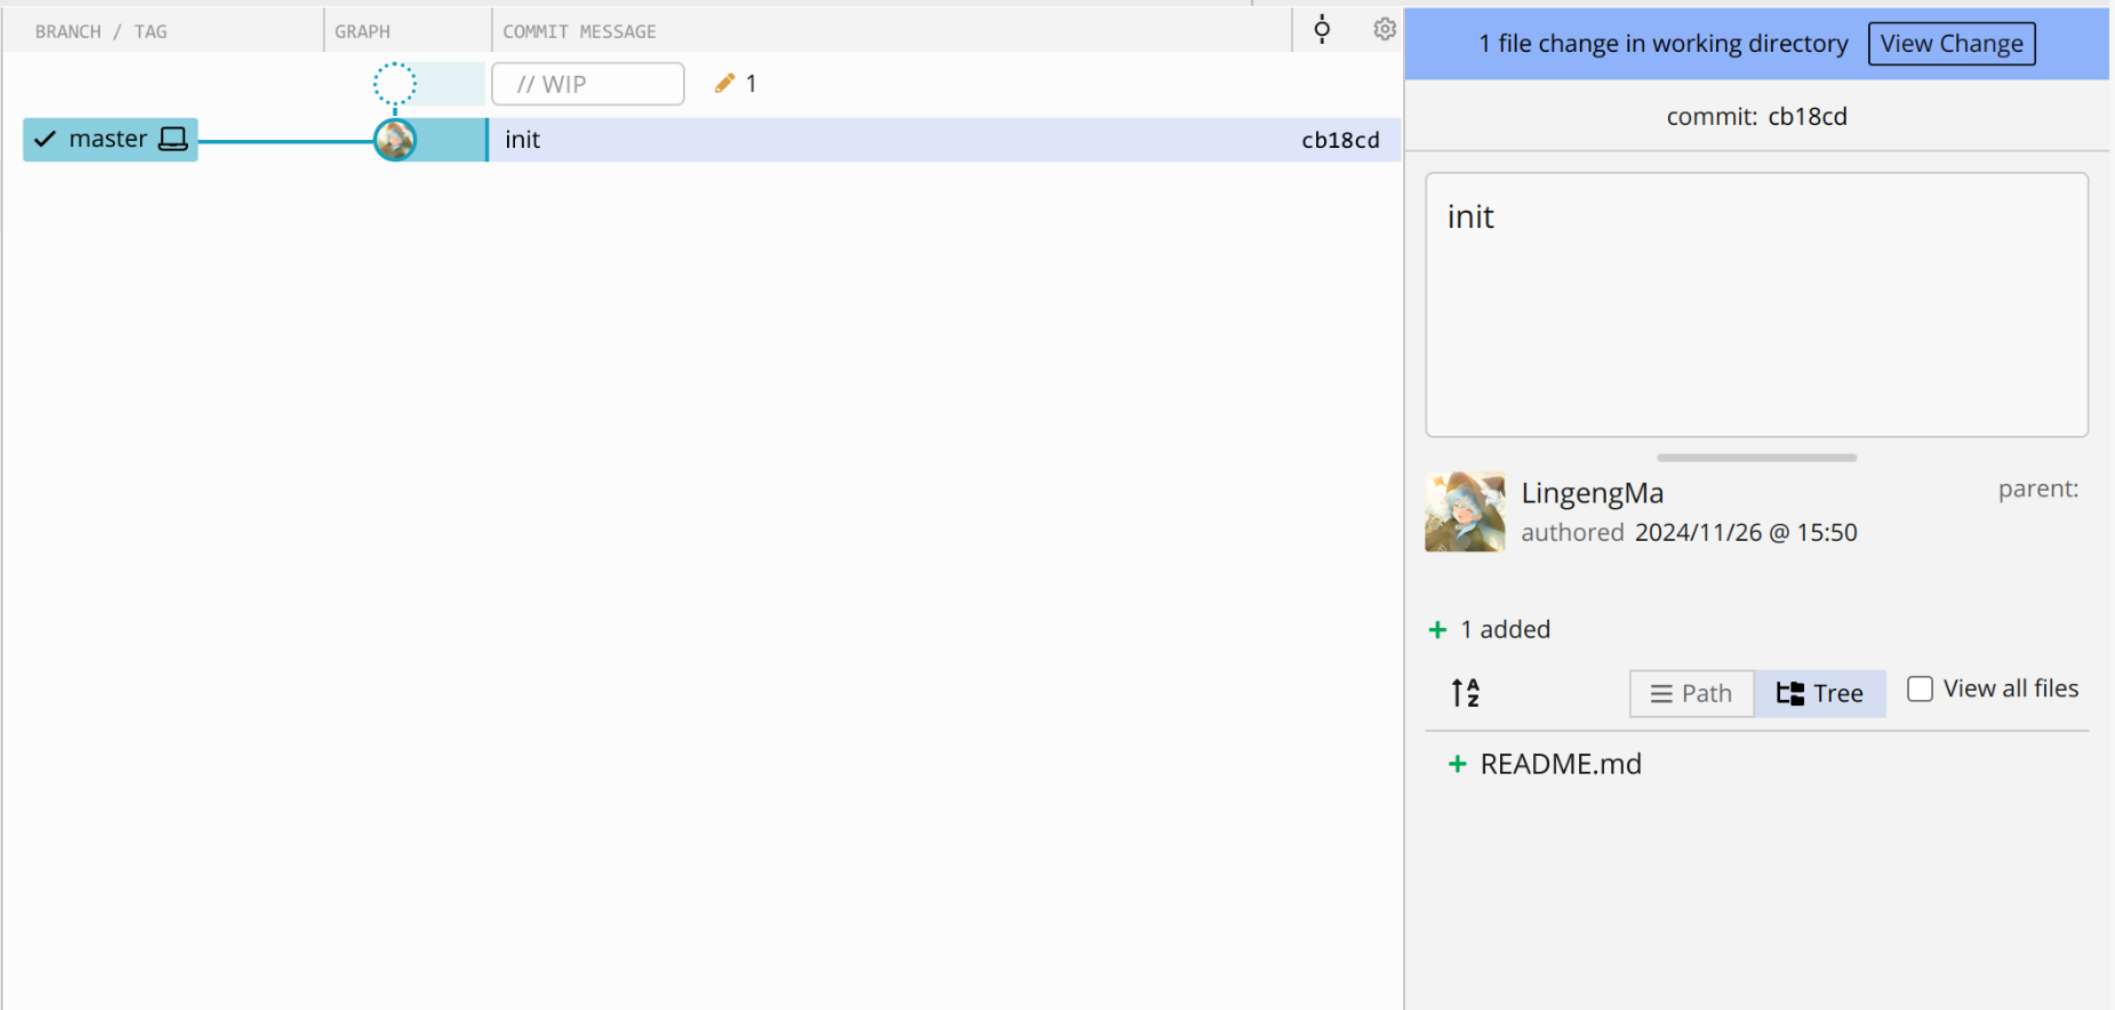 BRANCH / TAG
GRAPH
COMMIT MESSAGE
// WIP
1
master
init
cb18cd
1 file change in working directory
View Change
commit: cb18cd
init
LingengMa
parent:
authored 2024/11/26 @ 15:50
+ 1 added
A
Z
Path
Tree
View all files
+ README.md